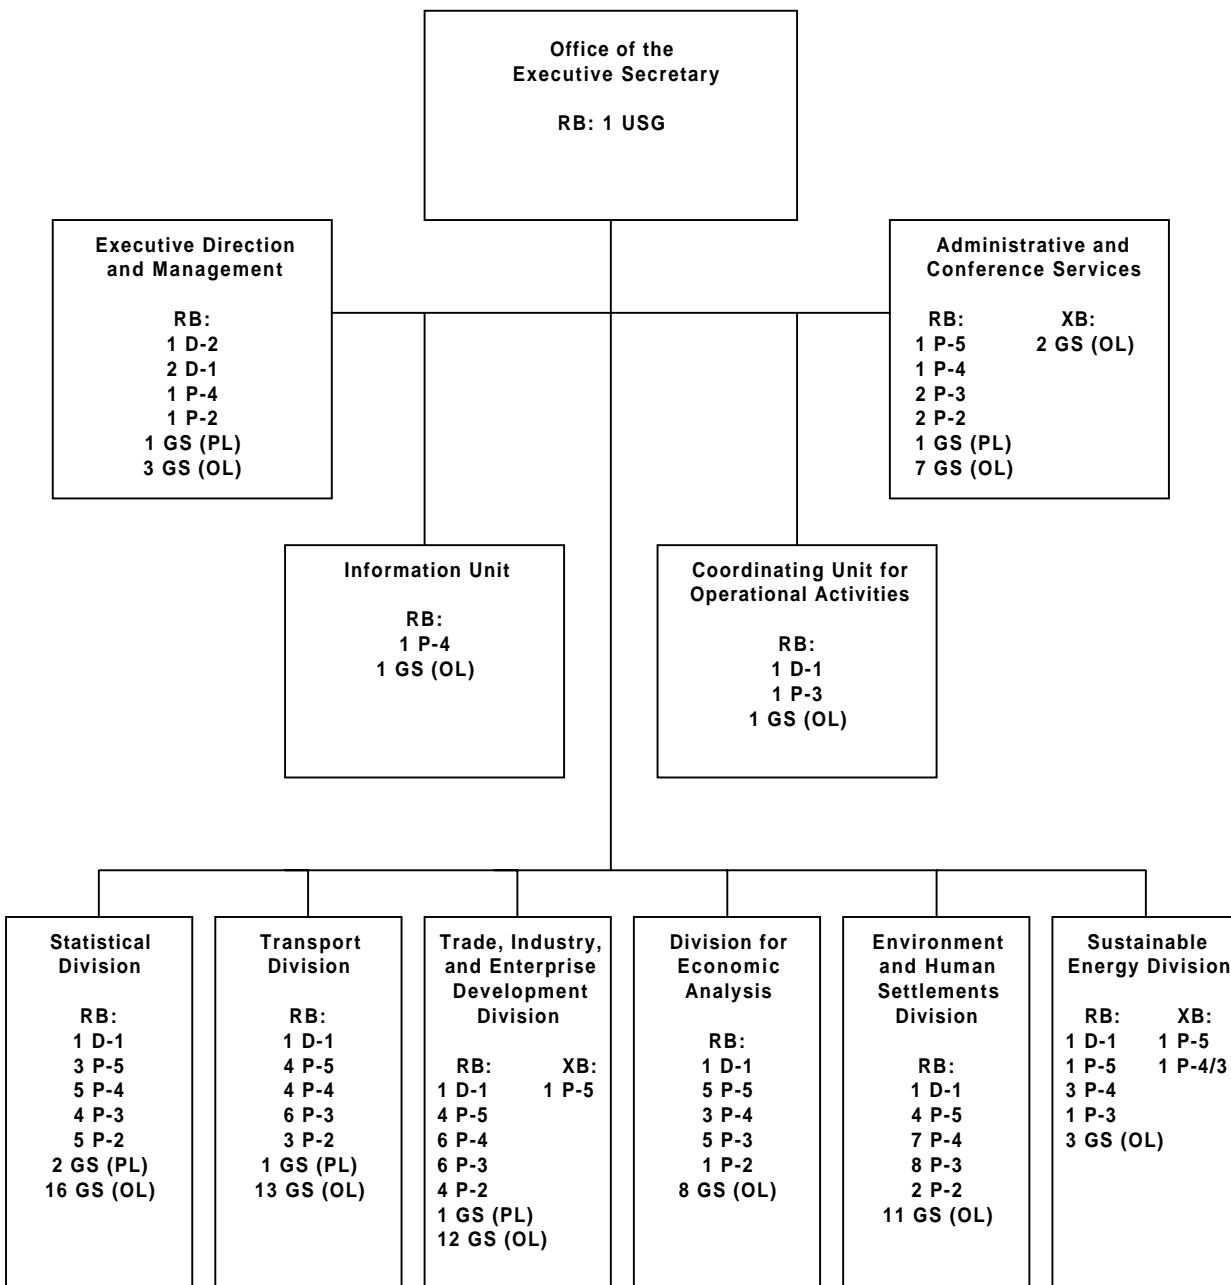 Office of the
Executive Secretary
RB: 1 USG
Executive Direction
and Management
RB:
1 D-2
2 D-1
1 P-4
1 P-2
1 GS (PL)
3 GS (OL)
Administrative and
Conference Services
RB: XB:
1 P-5 2 GS (OL)
1 P-4
2 P-3
2 P-2
1 GS (PL)
7 GS (OL)
Information Unit
RB:
1 P-4
1 GS (OL)
Coordinating Unit for
Operational Activities
RB:
1 D-1
1 P-3
1 GS (OL)
Statistical
Division
RB:
1 D-1
3 P-5
5 P-4
4 P-3
5 P-2
2 GS (PL)
16 GS (OL)
Transport
Division
RB:
1 D-1
4 P-5
4 P-4
6 P-3
3 P-2
1 GS (PL)
13 GS (OL)
Trade, Industry,
and Enterprise
Development
Division
RB: XB:
1 D-1 1 P-5
4 P-5
6 P-4
6 P-3
4 P-2
1 GS (PL)
12 GS (OL)
Division for
Economic
Analysis
RB:
1 D-1
5 P-5
3 P-4
5 P-3
1 P-2
8 GS (OL)
Environment
and Human
Settlements
Division
RB:
1 D-1
4 P-5
7 P-4
8 P-3
2 P-2
11 GS (OL)
Sustainable
Energy Division
RB: XB:
1 D-1 1 P-5
1 P-5 1 P-4/3
3 P-4
1 P-3
3 GS (OL)